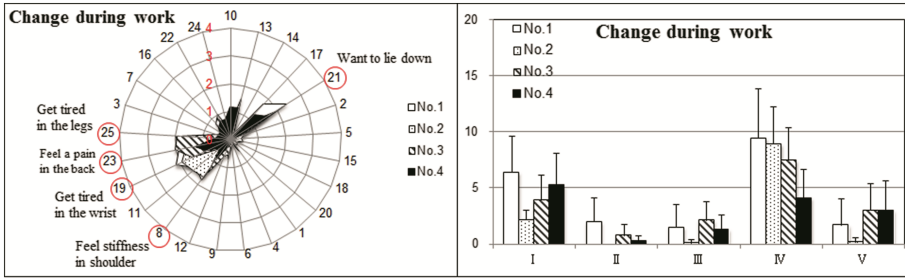 Change during work
10
13
14
17
21
2
5
15
18
20
1
4
6
9
12
8
11
19
23
25
3
7
16
22
24
4
3
2
1
0
Want to lie down
Get tired
in the legs
Feel a pain
in the back
Get tired
in the wrist
Feel stiffness
in shoulder
No.1
No.2
No.3
No.4
Change during work
20
15
10
5
0
No.1
No.2
No.3
No.4
I
II
III
IV
V